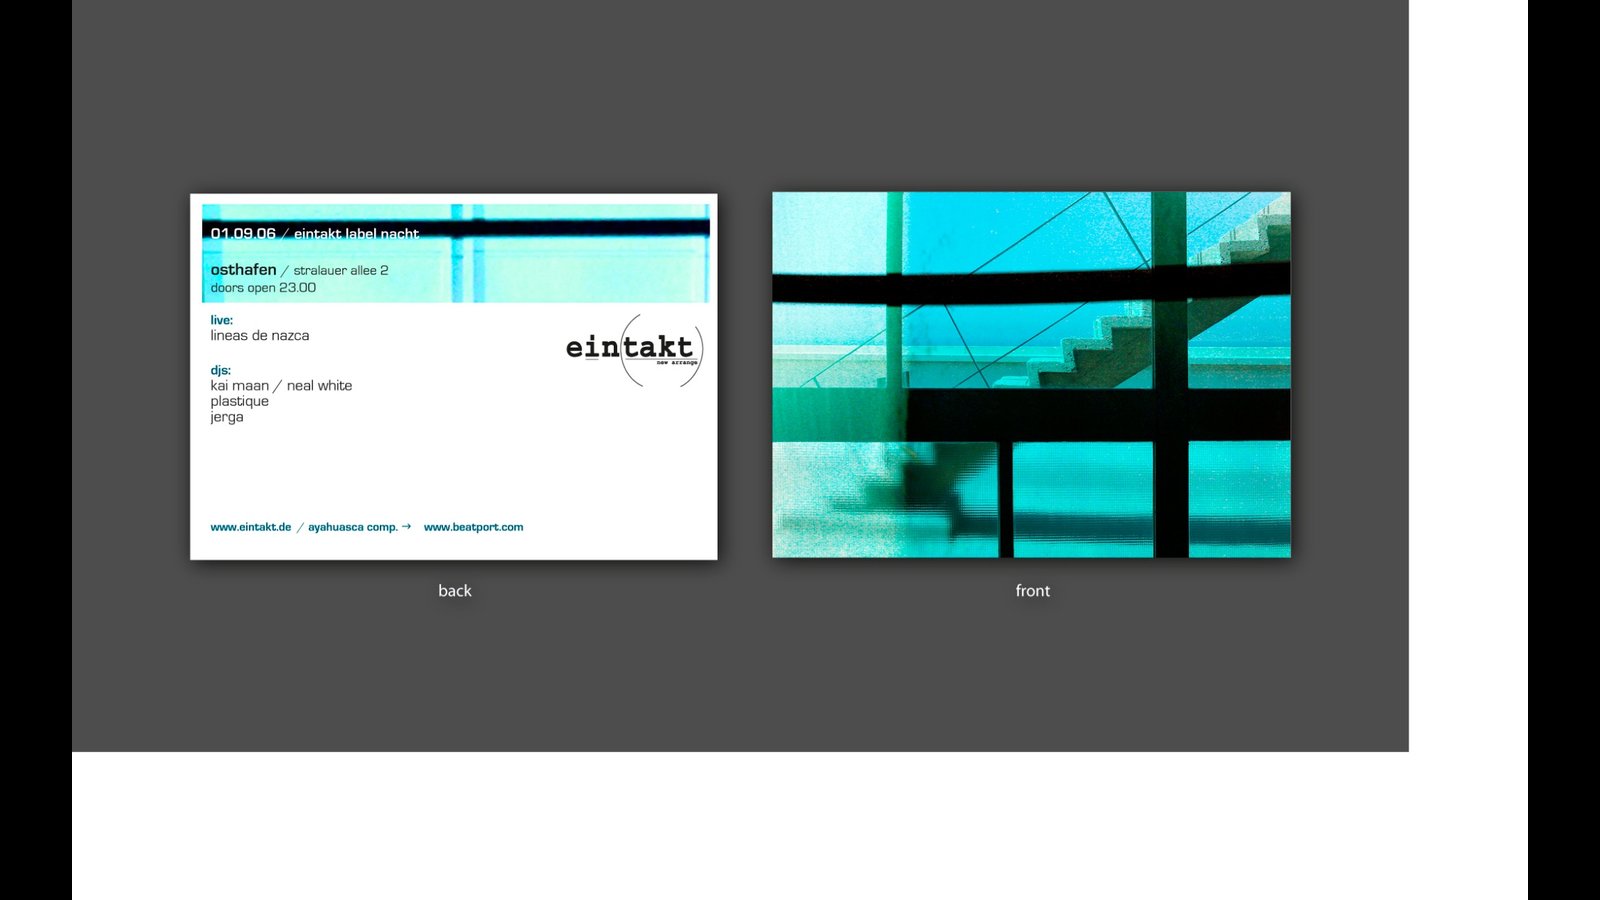 01.09.06 / eintakt label nacht
osthafen / stralauer allee 2
doors open 23.00
live:
lineas de nazca
eintakt
new arrange
djs:
kai maan / neal white
plastique
jerga
www.eintakt.de / ayahuasca comp. → www.beatport.com
back
front